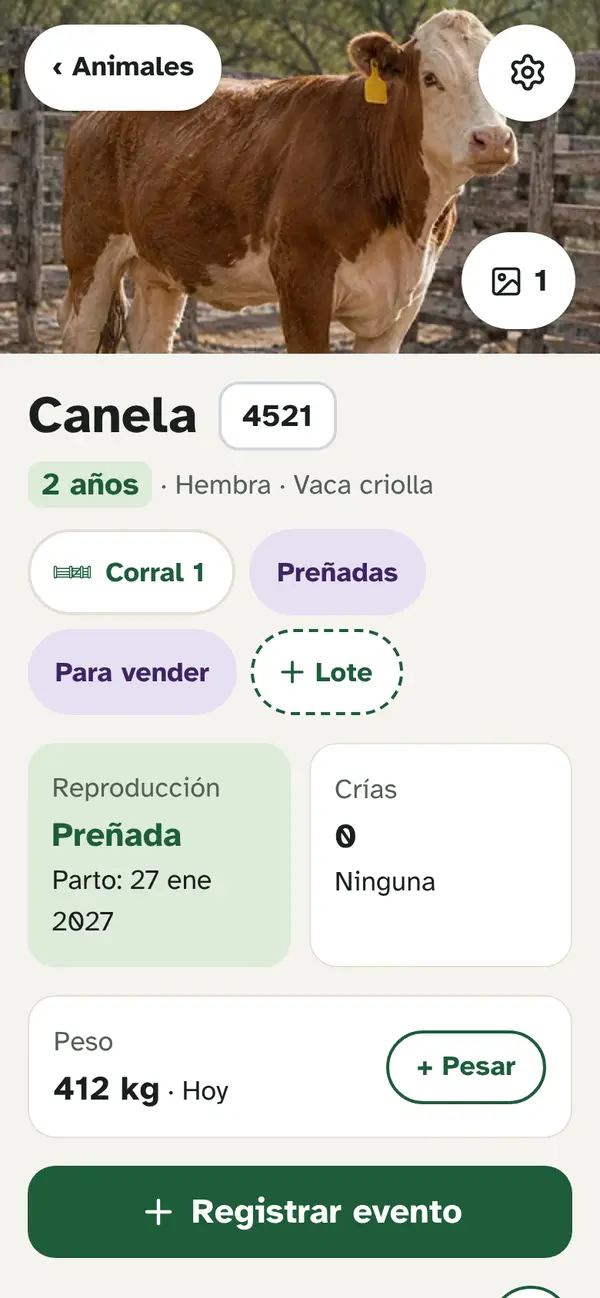 ‹ Animales
1
Canela 4521
2 años · Hembra · Vaca criolla
Corral 1 Preñadas
Para vender + Lote
Reproducción
Preñada
Parto: 27 ene
2027
Crías
0
Ninguna
Peso
412 kg · Hoy
+ Pesar
+ Registrar evento